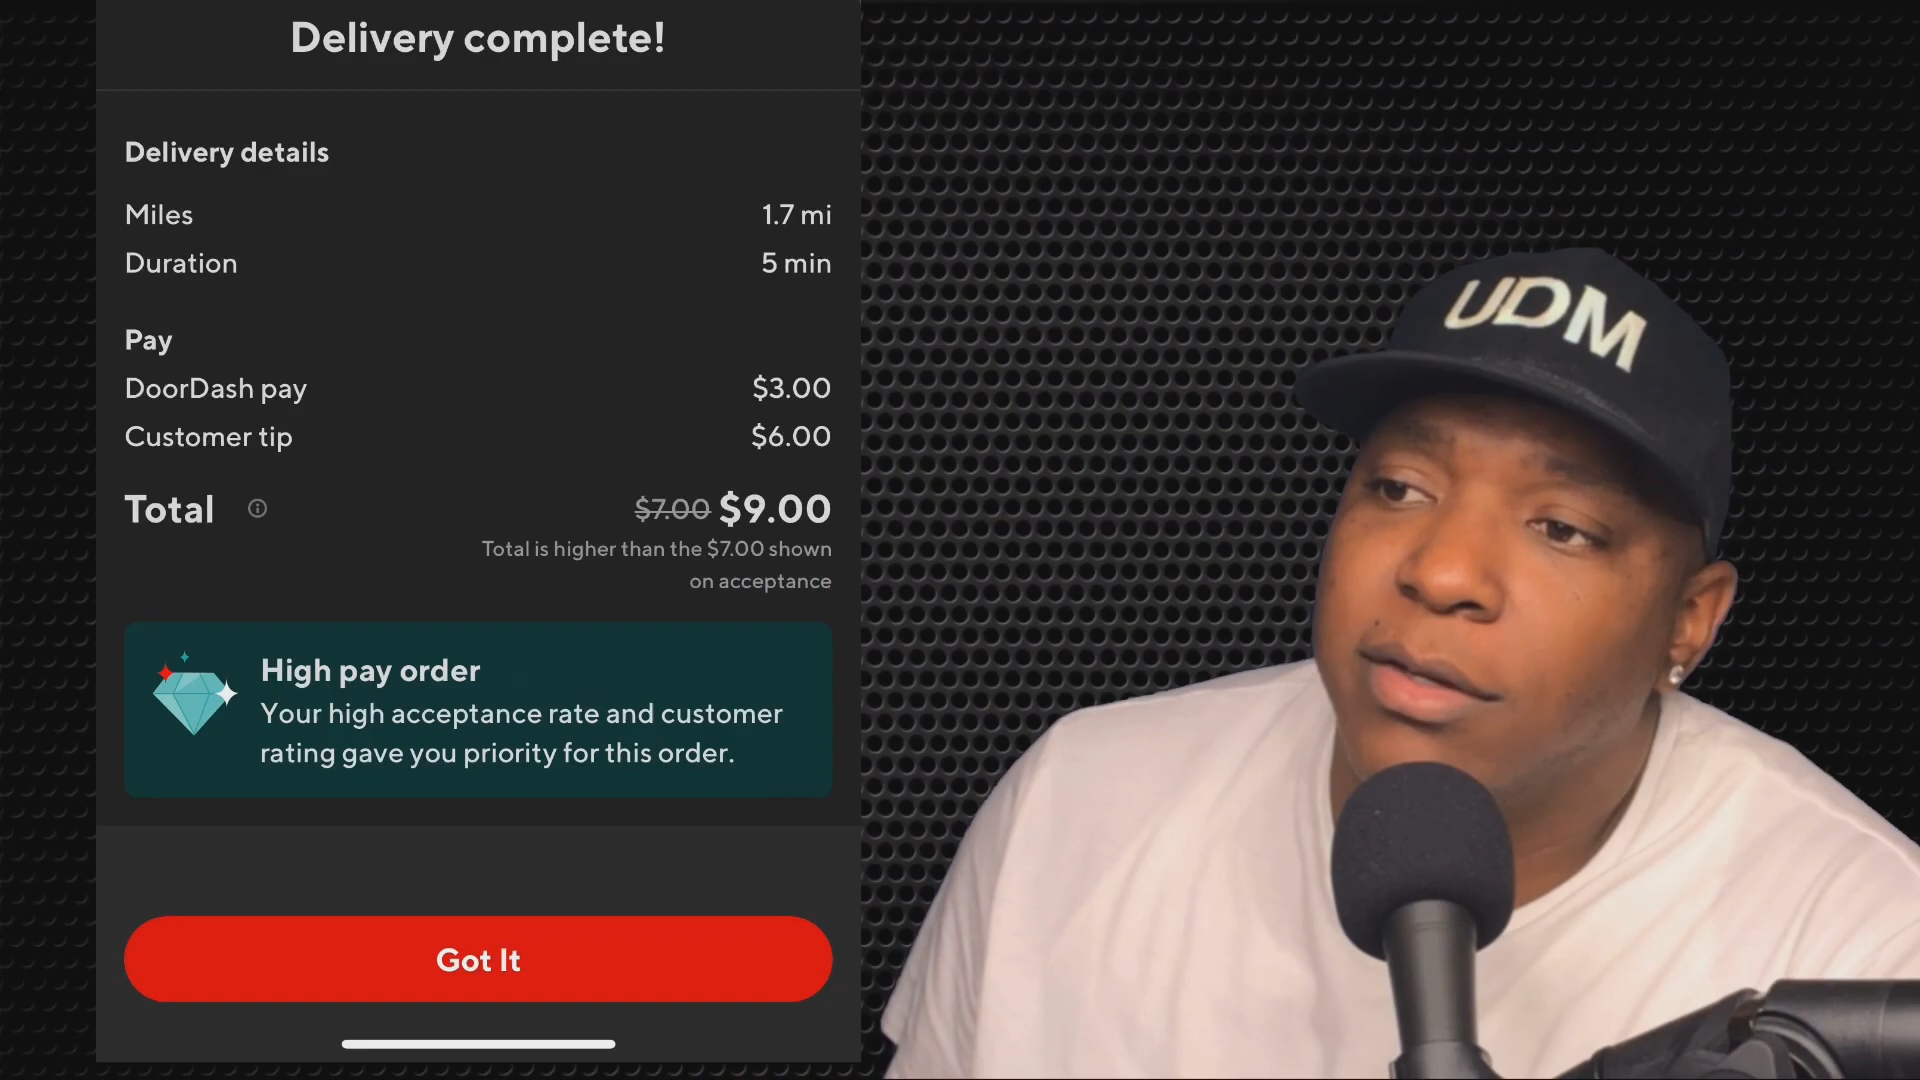 Delivery complete!
Delivery details
Miles 1.7 mi
Duration 5 min
Pay
DoorDash pay $3.00
Customer tip $6.00
Total $7.00 $9.00
Total is higher than the $7.00 shown
on acceptance
High pay order
Your high acceptance rate and customer
rating gave you priority for this order.
Got It
UDM